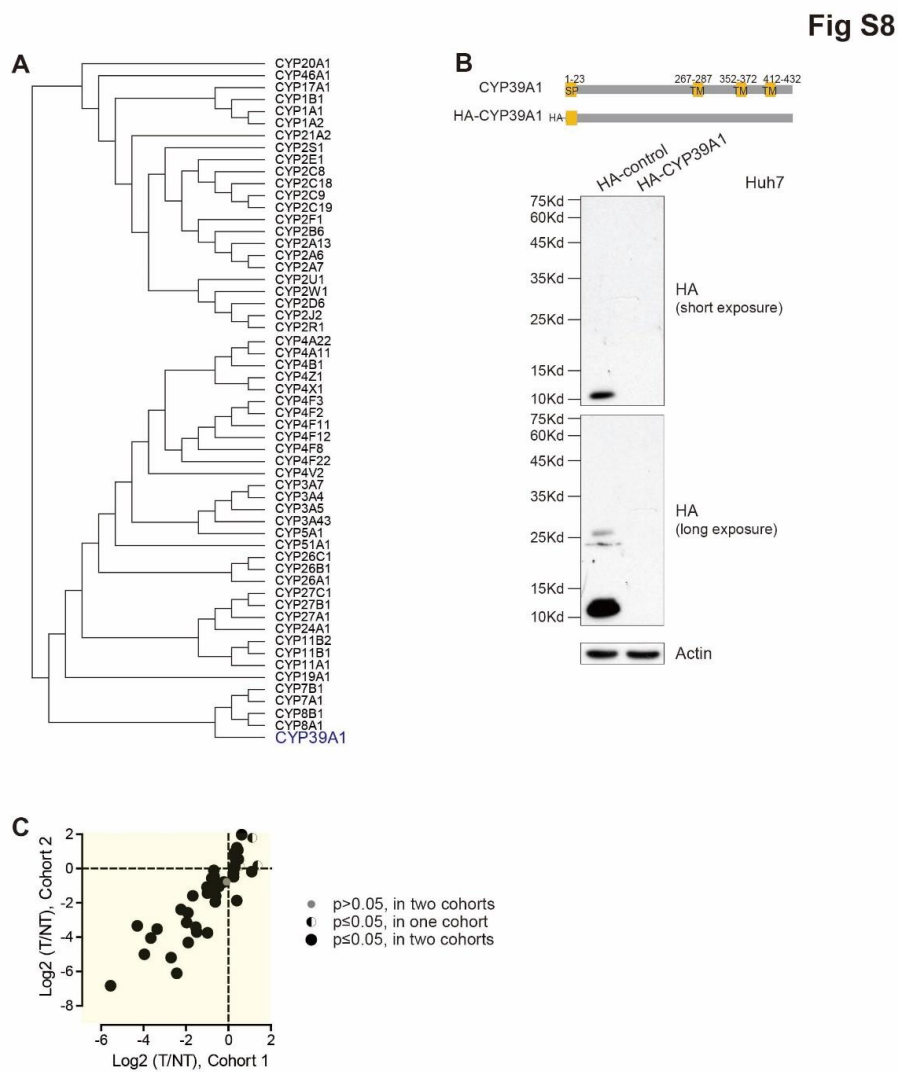 Fig S8
A
CYP20A1
CYP46A1
CYP17A1
CYP1B1
CYP1A1
CYP1A2
CYP21A2
CYP2S1
CYP2E1
CYP2C8
CYP2C18
CYP2C9
CYP2C19
CYP2F1
CYP2B6
CYP2A13
CYP2A6
CYP2A7
CYP2U1
CYP2W1
CYP2D6
CYP2J2
CYP2R1
CYP4A22
CYP4A11
CYP4B1
CYP4Z1
CYP4X1
CYP4F3
CYP4F2
CYP4F11
CYP4F12
CYP4F8
CYP4F22
CYP4V2
CYP3A7
CYP3A4
CYP3A5
CYP3A43
CYP5A1
CYP51A1
CYP26C1
CYP26B1
CYP26A1
CYP27C1
CYP27B1
CYP27A1
CYP24A1
CYP11B2
CYP11B1
CYP11A1
CYP19A1
CYP7B1
CYP7A1
CYP8B1
CYP8A1
CYP39A1
B
1-23 267-287 352-372 412-432
CYP39A1 SP TM TM TM
HA-CYP39A1 HA
HA-control HA-CYP39A1 Huh7
75Kd
60Kd
45Kd
35Kd
25Kd
15Kd
10Kd
HA
(short exposure)
75Kd
60Kd
45Kd
35Kd
25Kd
15Kd
10Kd
HA
(long exposure)
Actin
C
Log2 (T/NT), Cohort 2
2
0
-2
-4
-6
-8
-6 -4 -2 0 2
Log2 (T/NT), Cohort 1
p>0.05, in two cohorts
p≤0.05, in one cohort
p≤0.05, in two cohorts